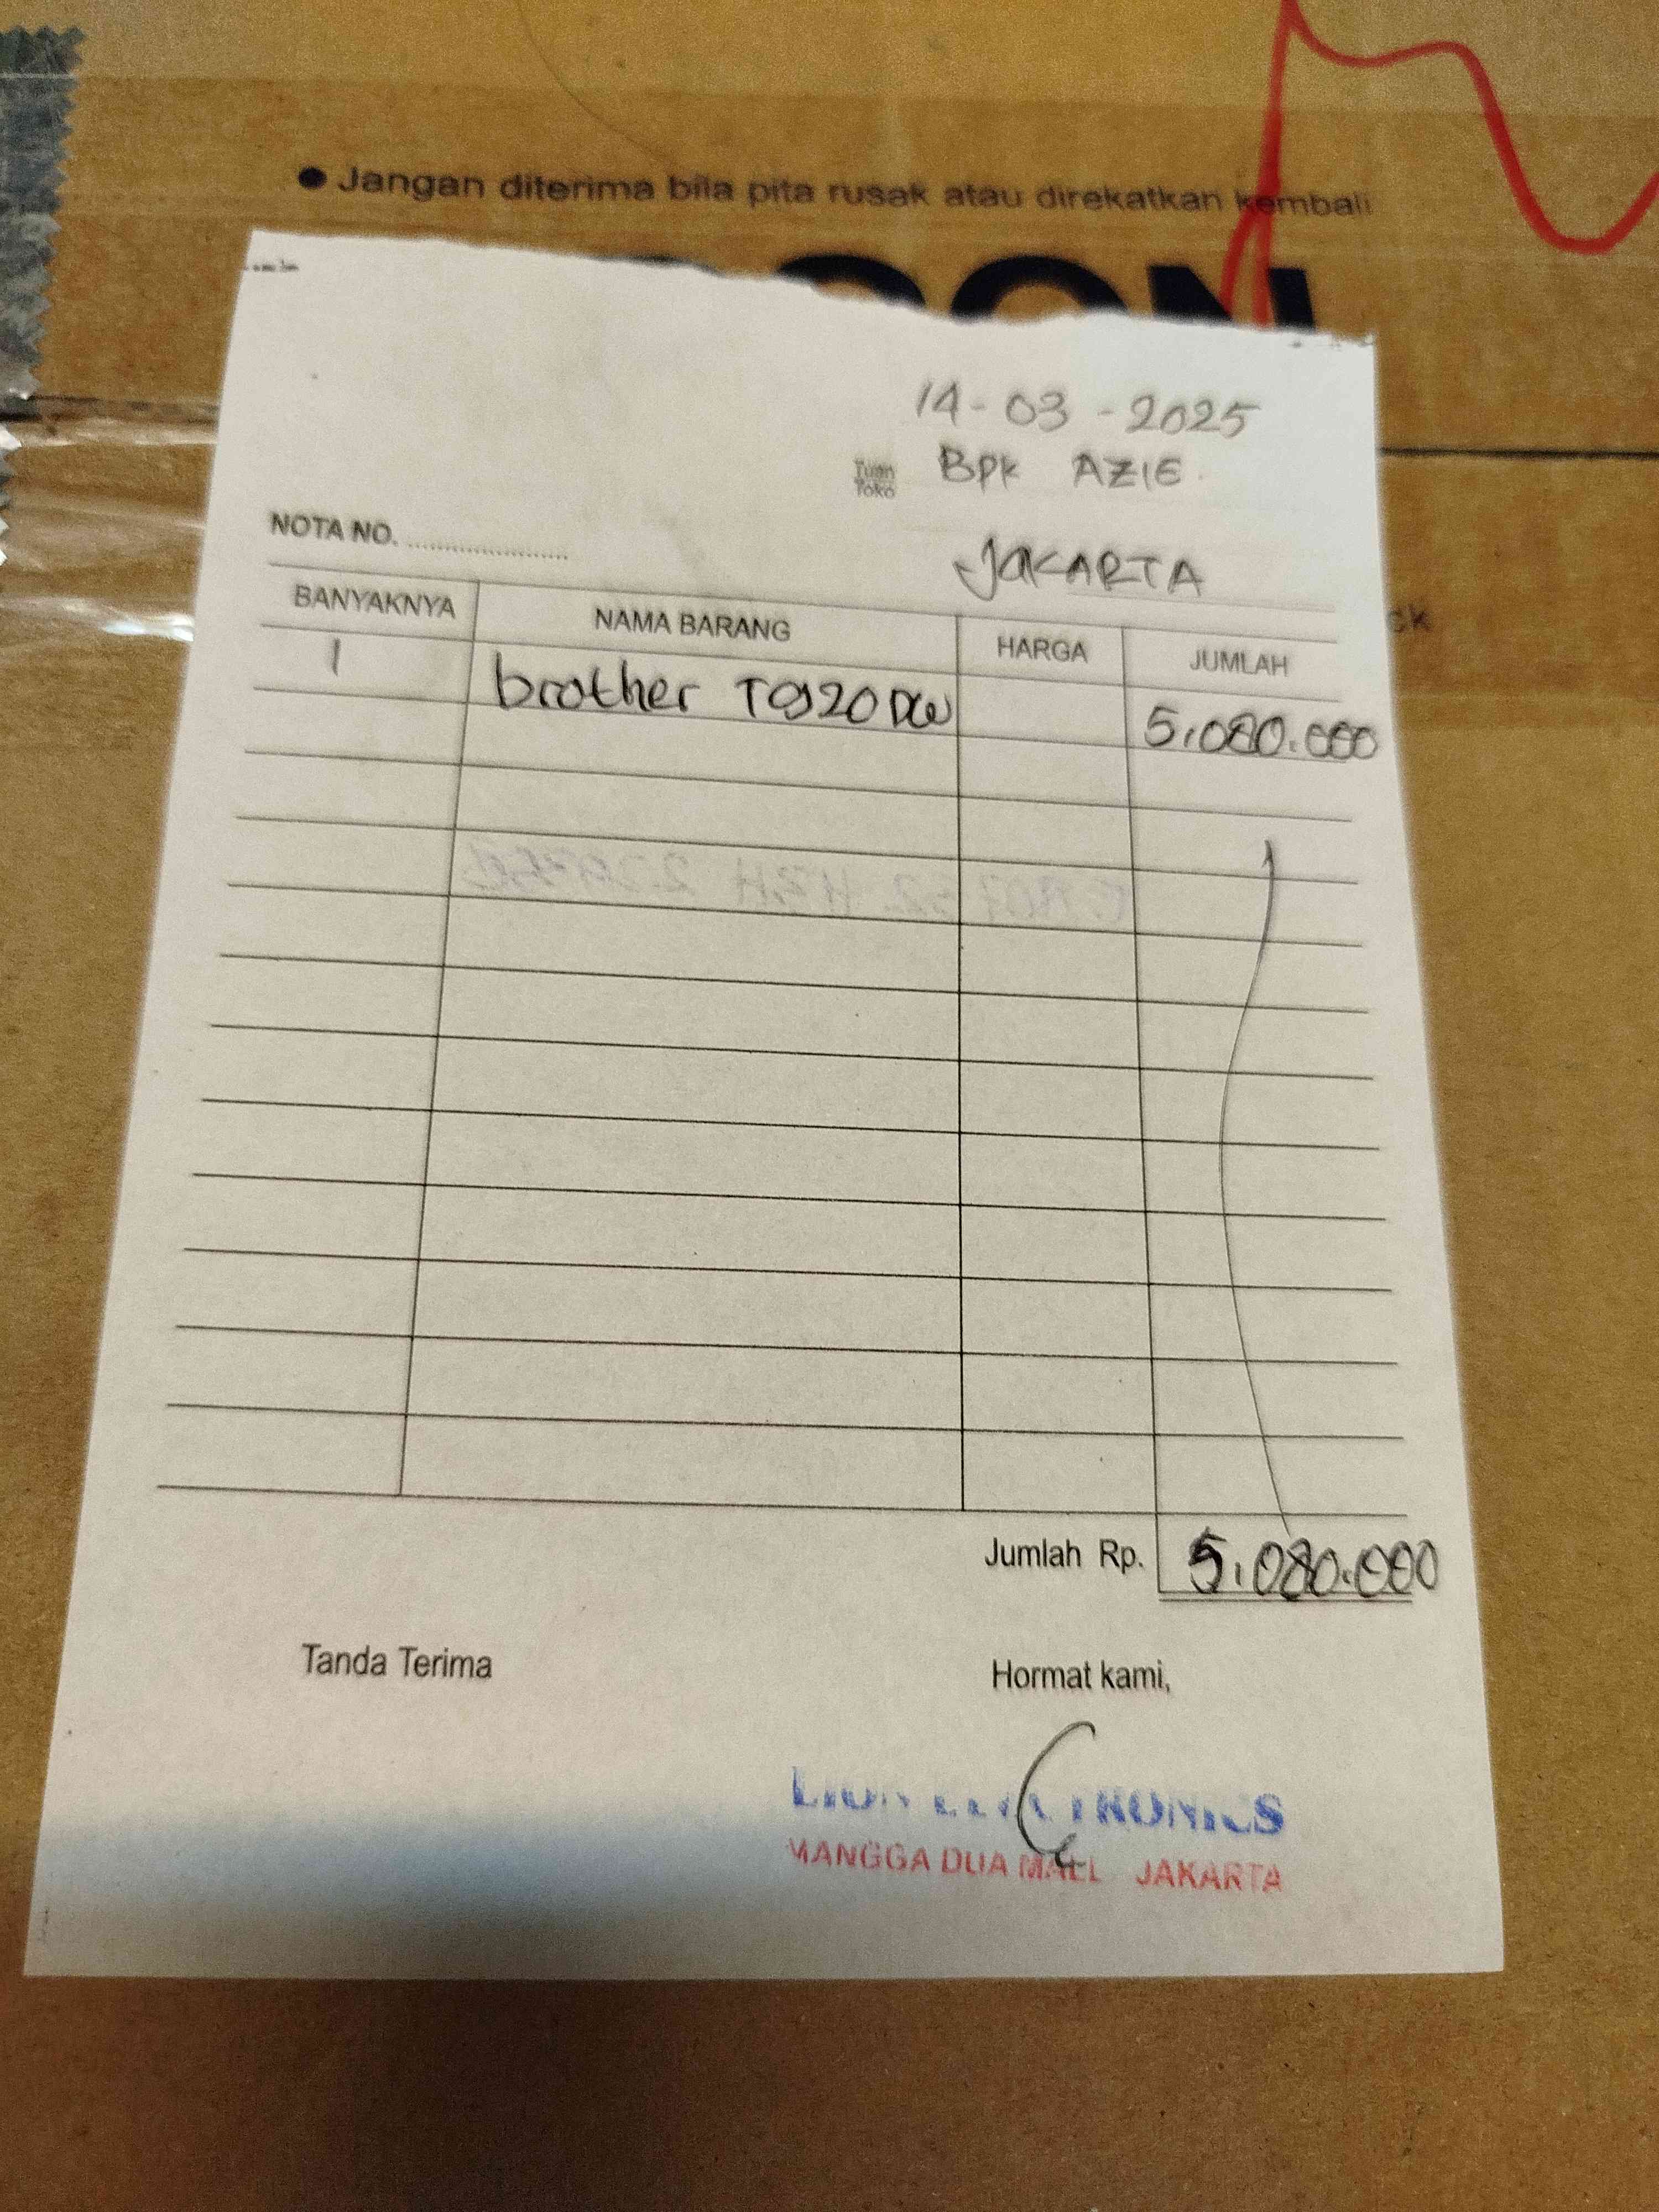 ● Jangan diterima bila pita rusak atau direkatkan kembali
14-03-2025
Tuan
Toko
Bpk AZIE
NOTA NO. ....................
JAKARTA
BANYAKNYA NAMA BARANG HARGA JUMLAH
1 brother T920DW 5.080.000
Jumlah Rp. 5.080.000
Tanda Terima Hormat kami,
TRONICS
MANGGA DUA MALL JAKARTA